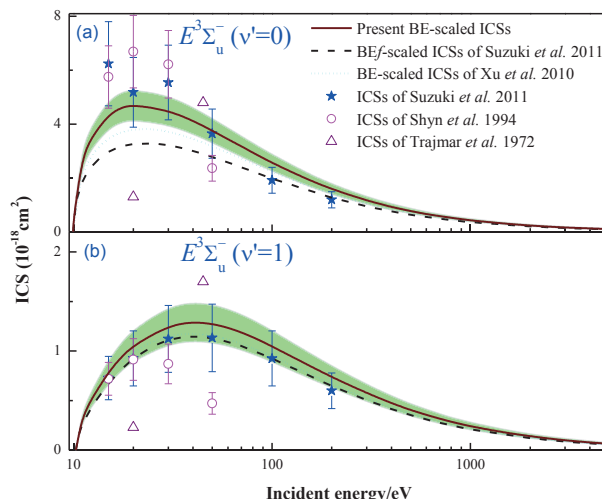 8
(a)
E³Σᵤ⁻ (ν'=0)
Present BE-scaled ICSs
BEf-scaled ICSs of Suzuki et al. 2011
BE-scaled ICSs of Xu et al. 2010
ICSs of Suzuki et al. 2011
ICSs of Shyn et al. 1994
ICSs of Trajmar et al. 1972
4
0
ICS (10⁻¹⁸cm²)
2
(b)
E³Σᵤ⁻ (ν'=1)
1
0
10 100 1000
Incident energy/eV